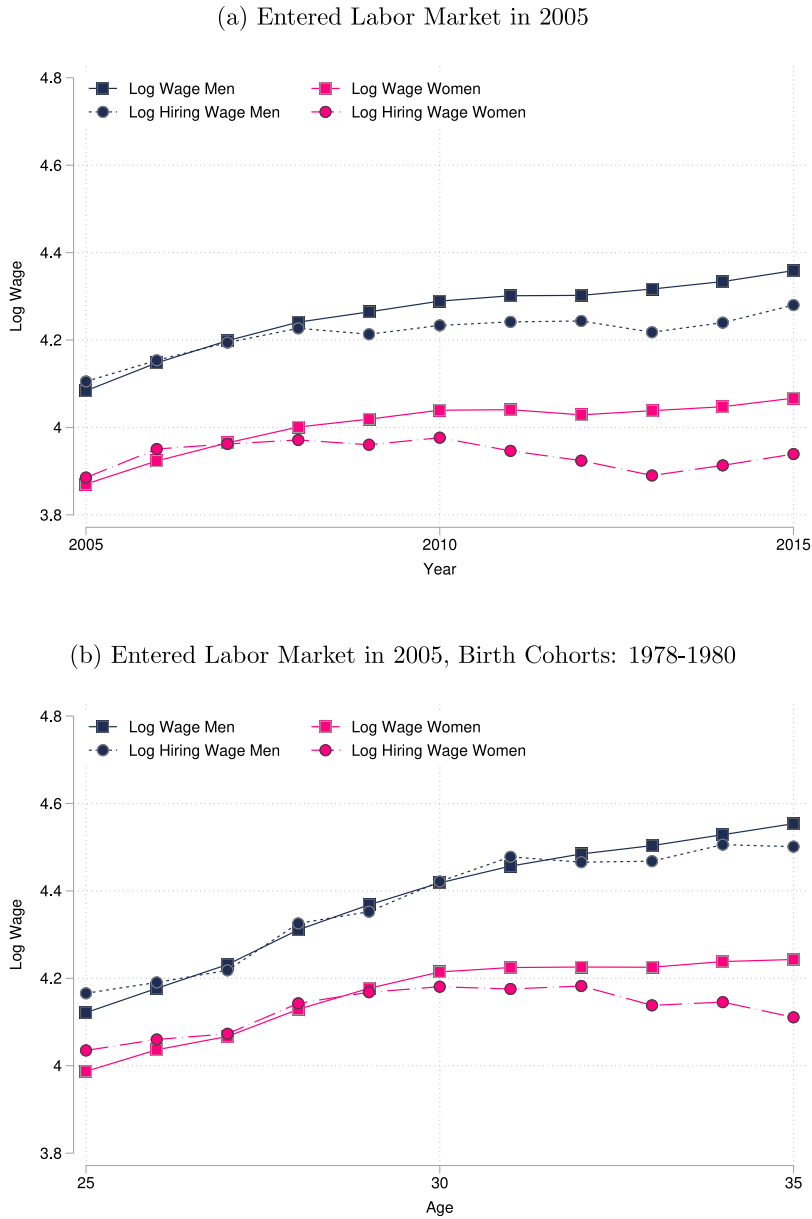 (a) Entered Labor Market in 2005
4.8
Log Wage Men
Log Wage Women
Log Hiring Wage Men
Log Hiring Wage Women
4.6
4.4
4.2
4
3.8
Log Wage
2005
2010
2015
Year
(b) Entered Labor Market in 2005, Birth Cohorts: 1978-1980
4.8
Log Wage Men
Log Wage Women
Log Hiring Wage Men
Log Hiring Wage Women
4.6
4.4
4.2
4
3.8
Log Wage
25
30
35
Age